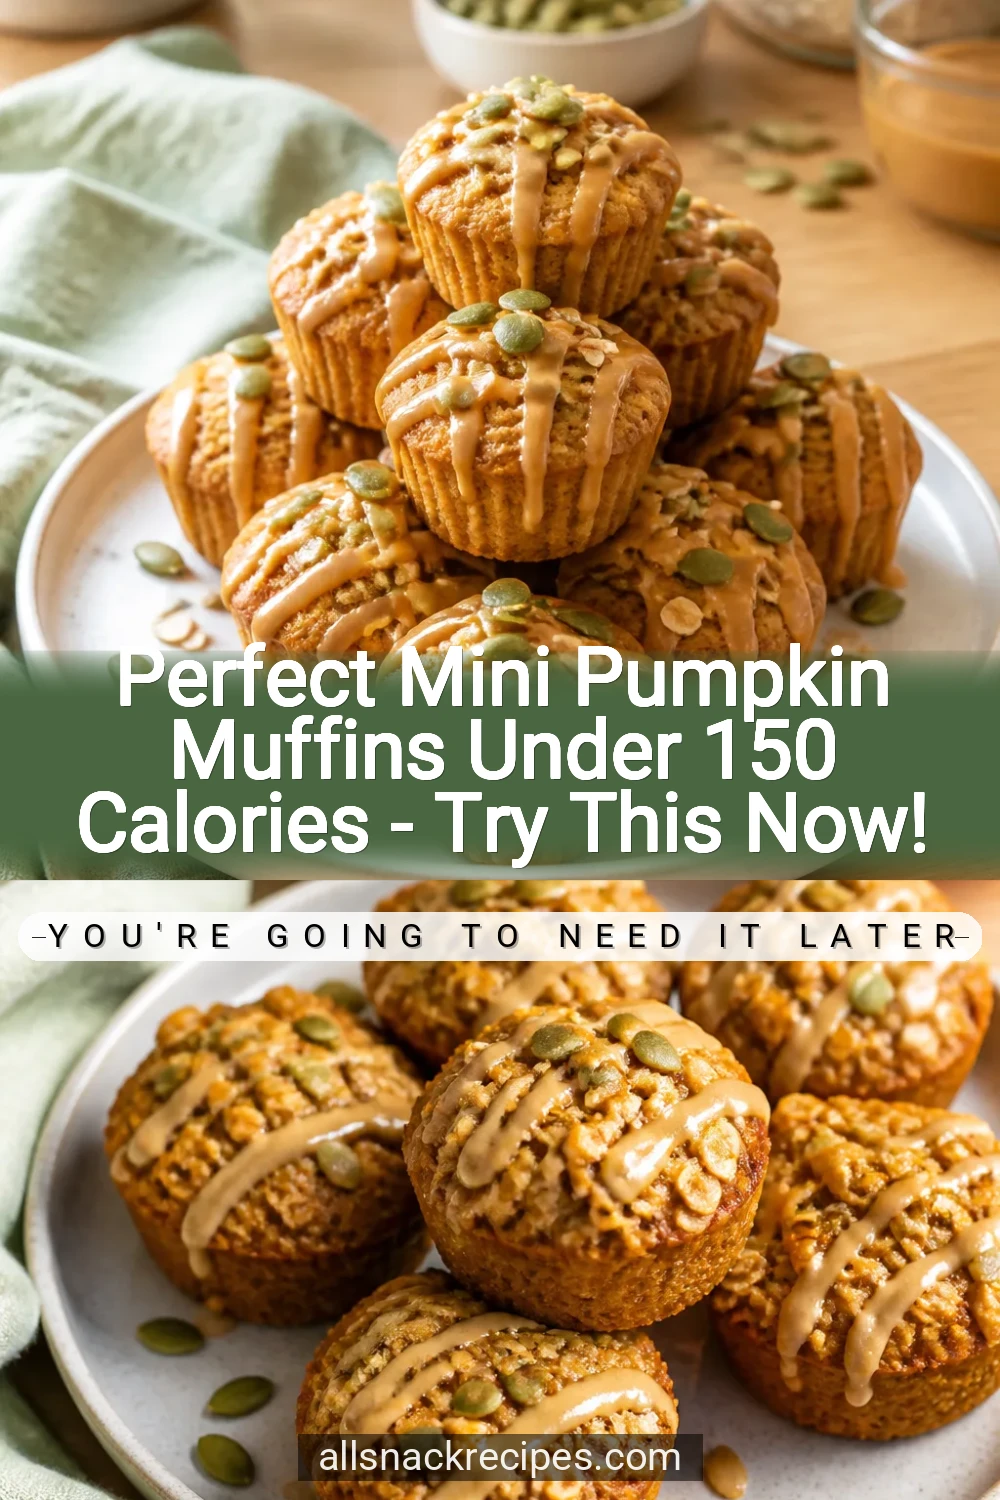 Perfect Mini Pumpkin
Muffins Under 150
Calories - Try This Now!
YOU'RE GOING TO NEED IT LATER
allsnackrecipes.com